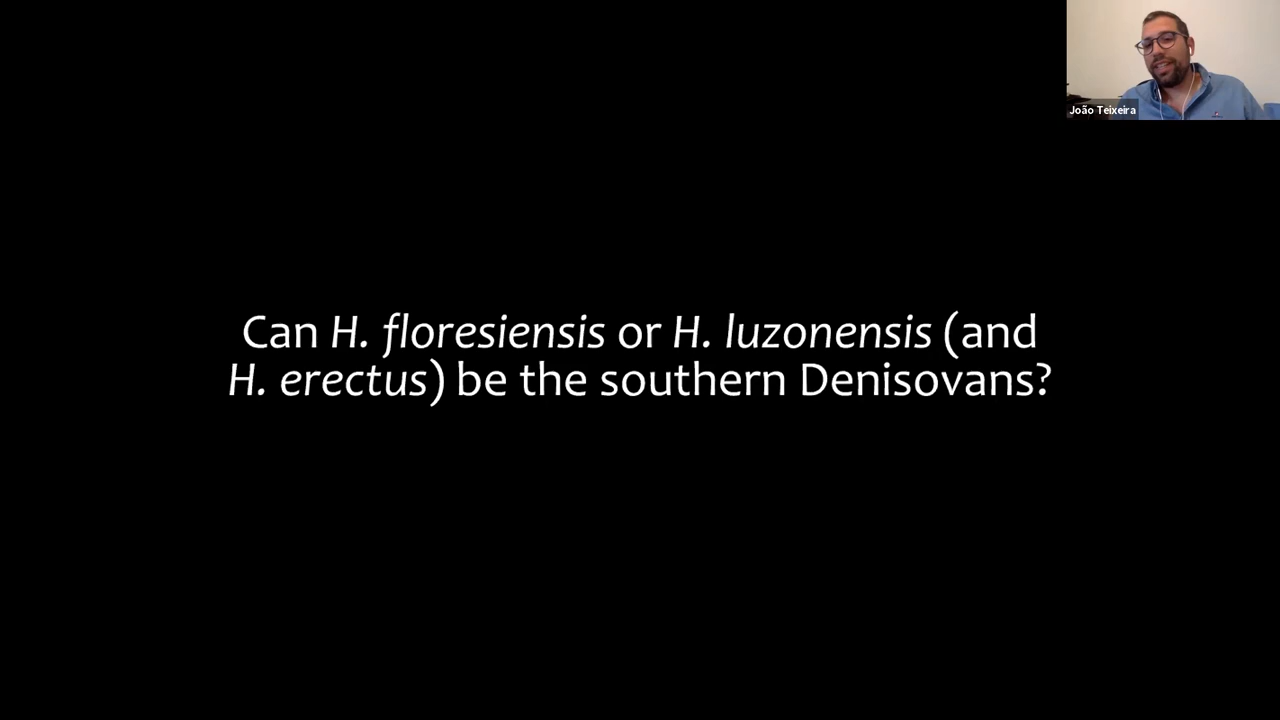 João Teixeira
Can H. floresiensis or H. luzonensis (and
H. erectus) be the southern Denisovans?